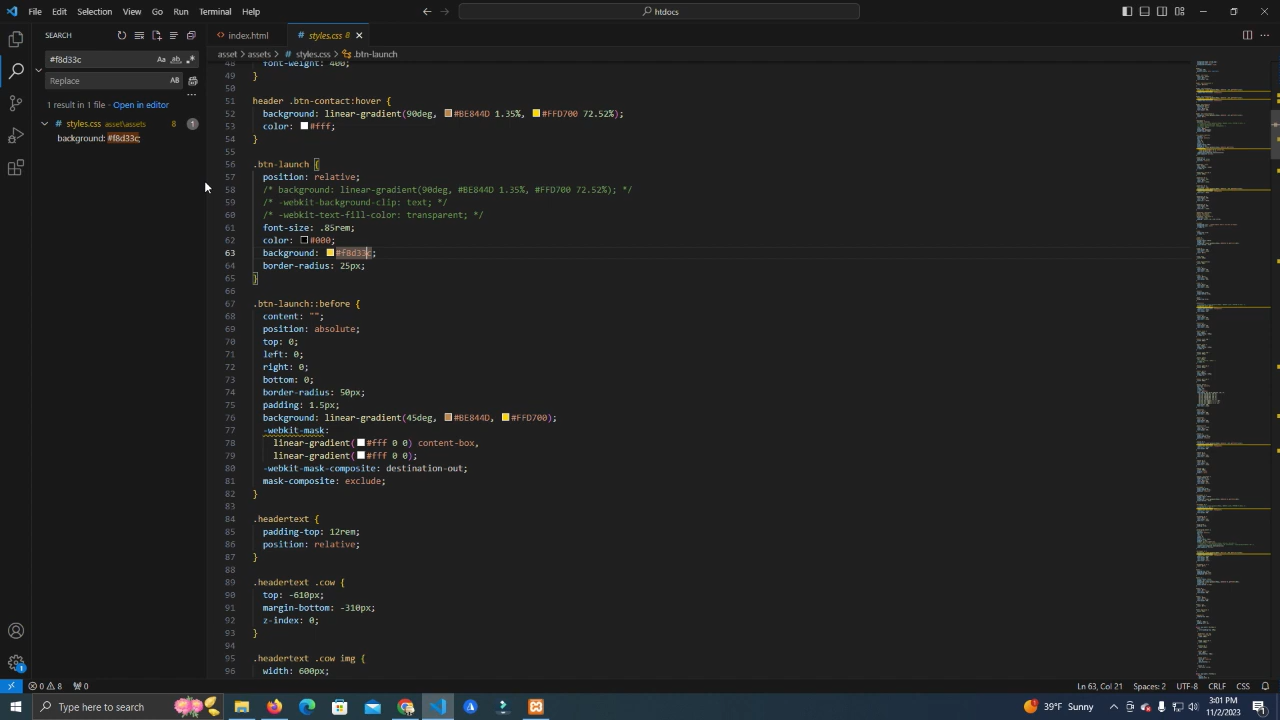 File Edit Selection View Go Run Terminal Help
htdocs
SEARCH
index.html
styles.css 8
#f8d33c
Aa ab .*
asset > assets > styles.css > .btn-launch
Replace
AB
1 result in 1 file - Open in editor
styles.css asset\assets 8 1
background: #f8d33c;
48 font-weight: 400;
49 }
50
51 header .btn-contact:hover {
52 background: linear-gradient(90deg, #BE844D %, #FFD700 72.52%);
53 color: #fff;
54 }
55
56 .btn-launch {
57 position: relative;
58 /* background: linear-gradient(90deg, #BE844D 15.5%, #FFD700 72.52%); */
59 /* -webkit-background-clip: text; */
60 /* -webkit-text-fill-color: transparent; */
61 font-size: .85rem;
62 color: #000;
63 background: #f8d33c;
64 border-radius: 25px;
65 }
66
67 .btn-launch::before {
68 content: "";
69 position: absolute;
70 top: 0;
71 left: 0;
72 right: 0;
73 bottom: 0;
74 border-radius: 50px;
75 padding: 1.5px;
76 background: linear-gradient(45deg, #BE844D, #FFD700);
77 -webkit-mask:
78 linear-gradient(#fff 0 0) content-box,
79 linear-gradient(#fff 0 0);
80 -webkit-mask-composite: destination-out;
81 mask-composite: exclude;
82 }
83
84 .headertext {
85 padding-top: 12rem;
86 position: relative;
87 }
88
89 .headertext .cow {
90 top: -610px;
91 margin-bottom: -310px;
92 z-index: 0;
93 }
94
95 .headertext .cow img {
96 width: 600px;
0 0
Ln 63, Col 21 UTF-8 CRLF CSS
Type here to search
39°F Sunny
3:01 PM
11/2/2023